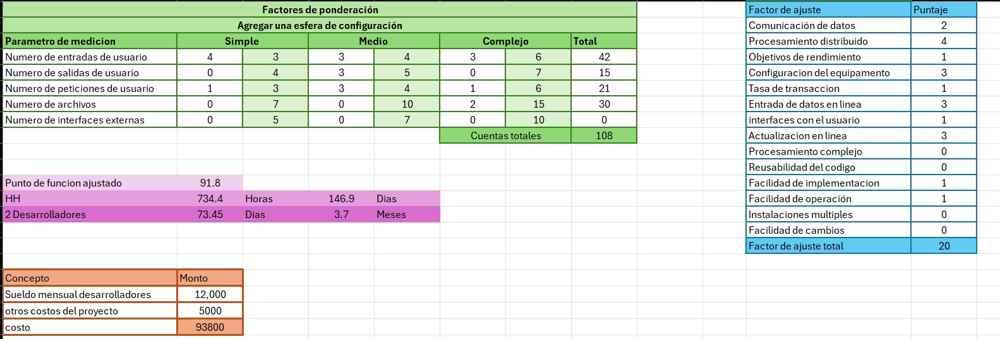 Factores de ponderación
Agregar una esfera de configuración
Parametro de medicion Simple Medio Complejo Total
Numero de entradas de usuario 4 3 3 4 3 6 42
Numero de salidas de usuario 0 4 3 5 0 7 15
Numero de peticiones de usuario 1 3 3 4 1 6 21
Numero de archivos 0 7 0 10 2 15 30
Numero de interfaces externas 0 5 0 7 0 10 0
Cuentas totales 108
Punto de funcion ajustado 91.8
HH 734.4 Horas 146.9 Dias
2 Desarrolladores 73.45 Dias 3.7 Meses
Concepto Monto
Sueldo mensual desarrolladores 12,000
otros costos del proyecto 5000
costo 93800
Factor de ajuste Puntaje
Comunicación de datos 2
Procesamiento distribuido 4
Objetivos de rendimiento 1
Configuracion del equipamento 3
Tasa de transaccion 1
Entrada de datos en linea 3
interfaces con el usuario 1
Actualizacion en linea 3
Procesamiento complejo 0
Reusabilidad del codigo 0
Facilidad de implementacion 1
Facilidad de operación 1
Instalaciones multiples 0
Facilidad de cambios 0
Factor de ajuste total 20